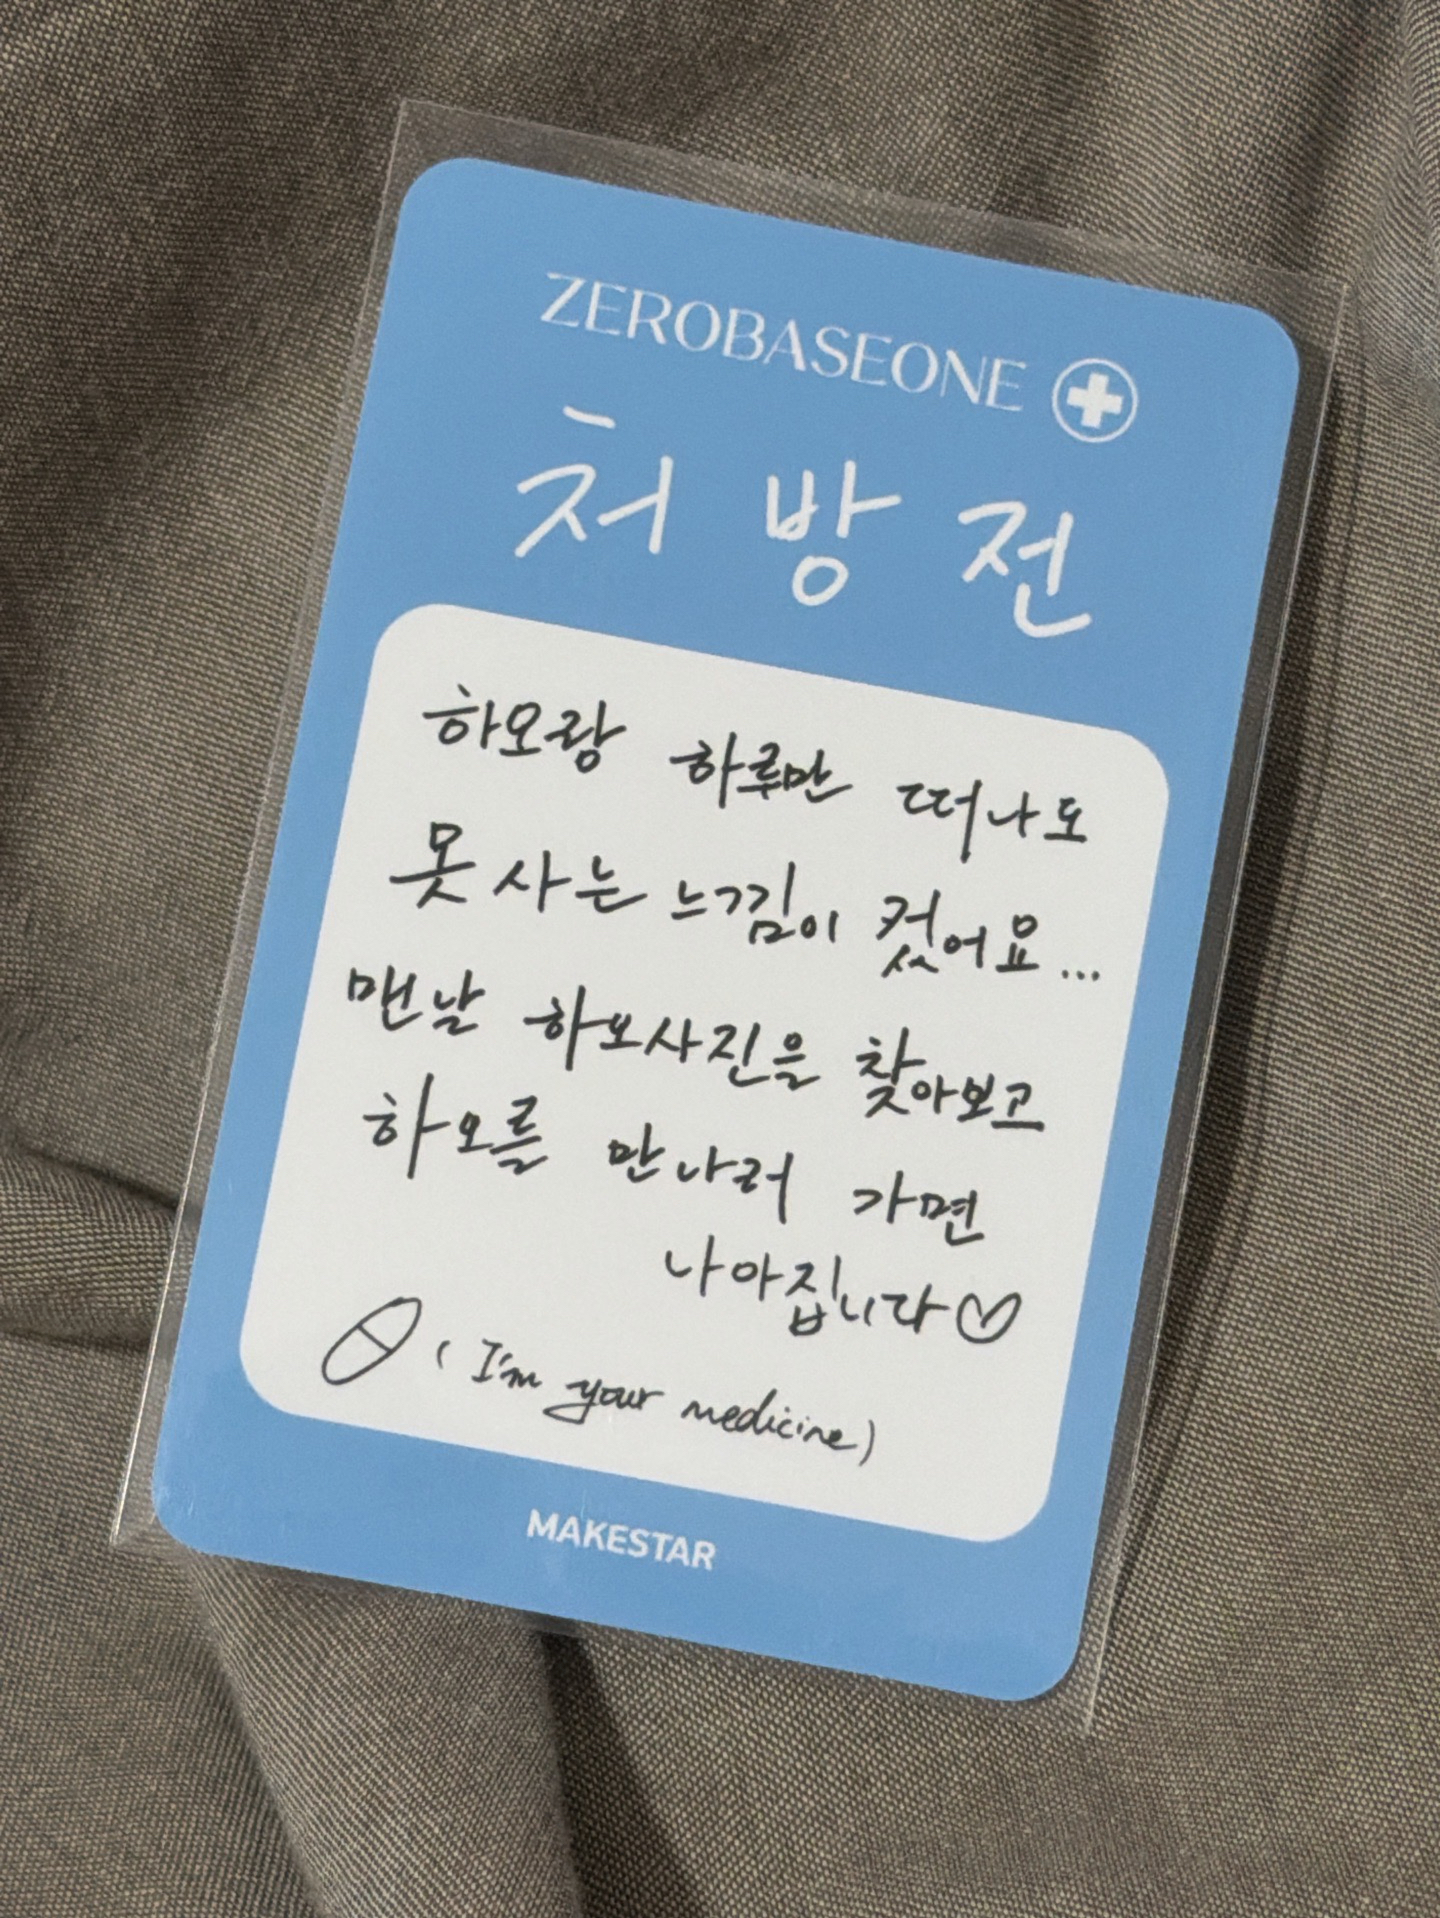 ZEROBASEONE
처방전
하오랑 하루만 떠나도
못 사는 느낌이 컸어요...
맨날 하오사진을 찾아보고
하오를 만나러 가면
나아집니다♡
(I'm your medicine)
MAKESTAR